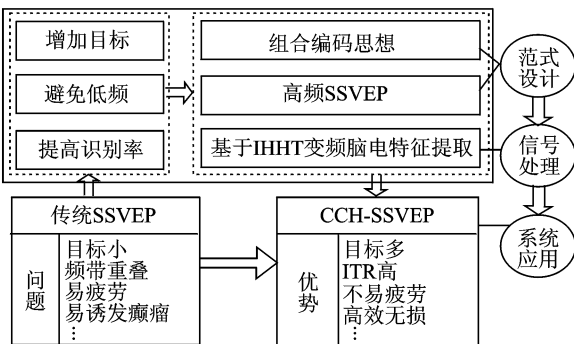 增加目标
避免低频
提高识别率
组合编码思想
高频SSVEP
基于IHHT变频脑电特征提取
范式
设计
信号
处理
系统
应用
传统SSVEP
问题
目标小
频带重叠
易疲劳
易诱发癫瘤
⋮
CCH-SSVEP
优势
目标多
ITR高
不易疲劳
高效无损
⋮